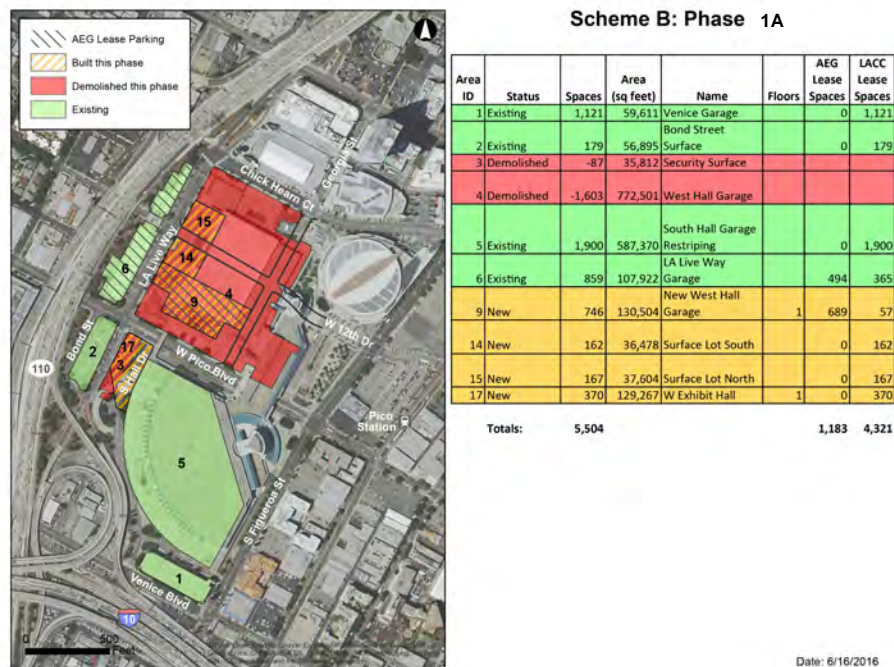 AEG Lease Parking
Built this phase
Demolished this phase
Existing
Georgia St
Chick Hearn Ct
15
LA Live Way
14
6
9
4
W 12th Dr
Bond St
17
2
3
S Hall Dr
W Pico Blvd
110
Pico
Station
5
S Figueroa St
1
Venice Blvd
10
0
500
Feet
Scheme B: Phase 1A
Area ID Status Spaces Area (sq feet) Name Floors AEG Lease Spaces LACC Lease Spaces
1 Existing 1,121 59,611 Venice Garage 0 1,121
2 Existing 179 56,895 Bond Street Surface 0 179
3 Demolished -87 35,812 Security Surface
4 Demolished -1,603 772,501 West Hall Garage
5 Existing 1,900 587,370 South Hall Garage Restriping 0 1,900
6 Existing 859 107,922 LA Live Way Garage 494 365
9 New 746 130,504 New West Hall Garage 1 689 57
14 New 162 36,478 Surface Lot South 0 162
15 New 167 37,604 Surface Lot North 0 167
17 New 370 129,267 W Exhibit Hall 1 0 370
Totals: 5,504 1,183 4,321
Date: 6/16/2016